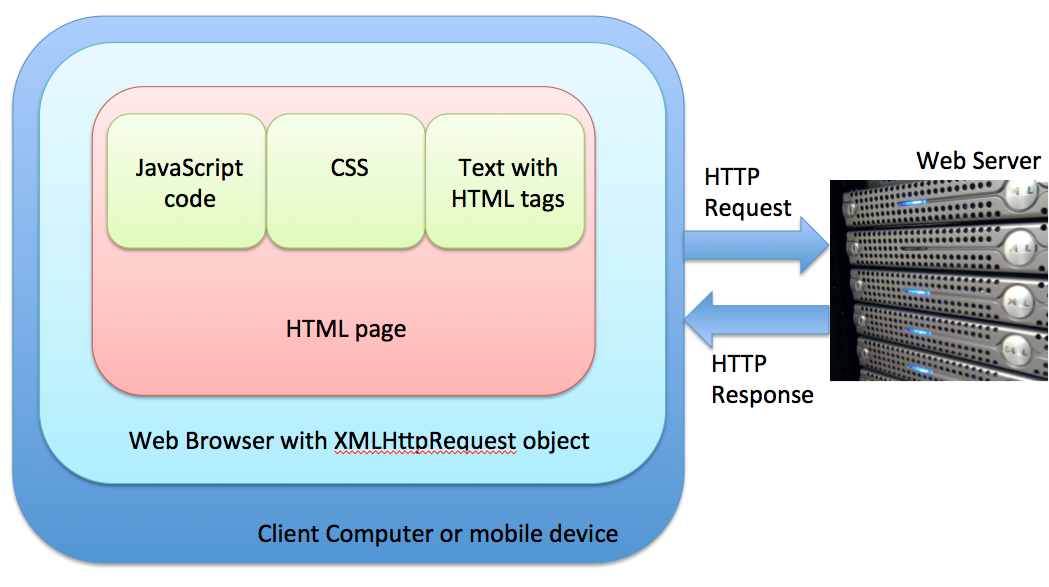 JavaScript
code
CSS
Text with
HTML tags
HTML page
Web Browser with XMLHttpRequest object
Client Computer or mobile device
HTTP
Request
HTTP
Response
Web Server